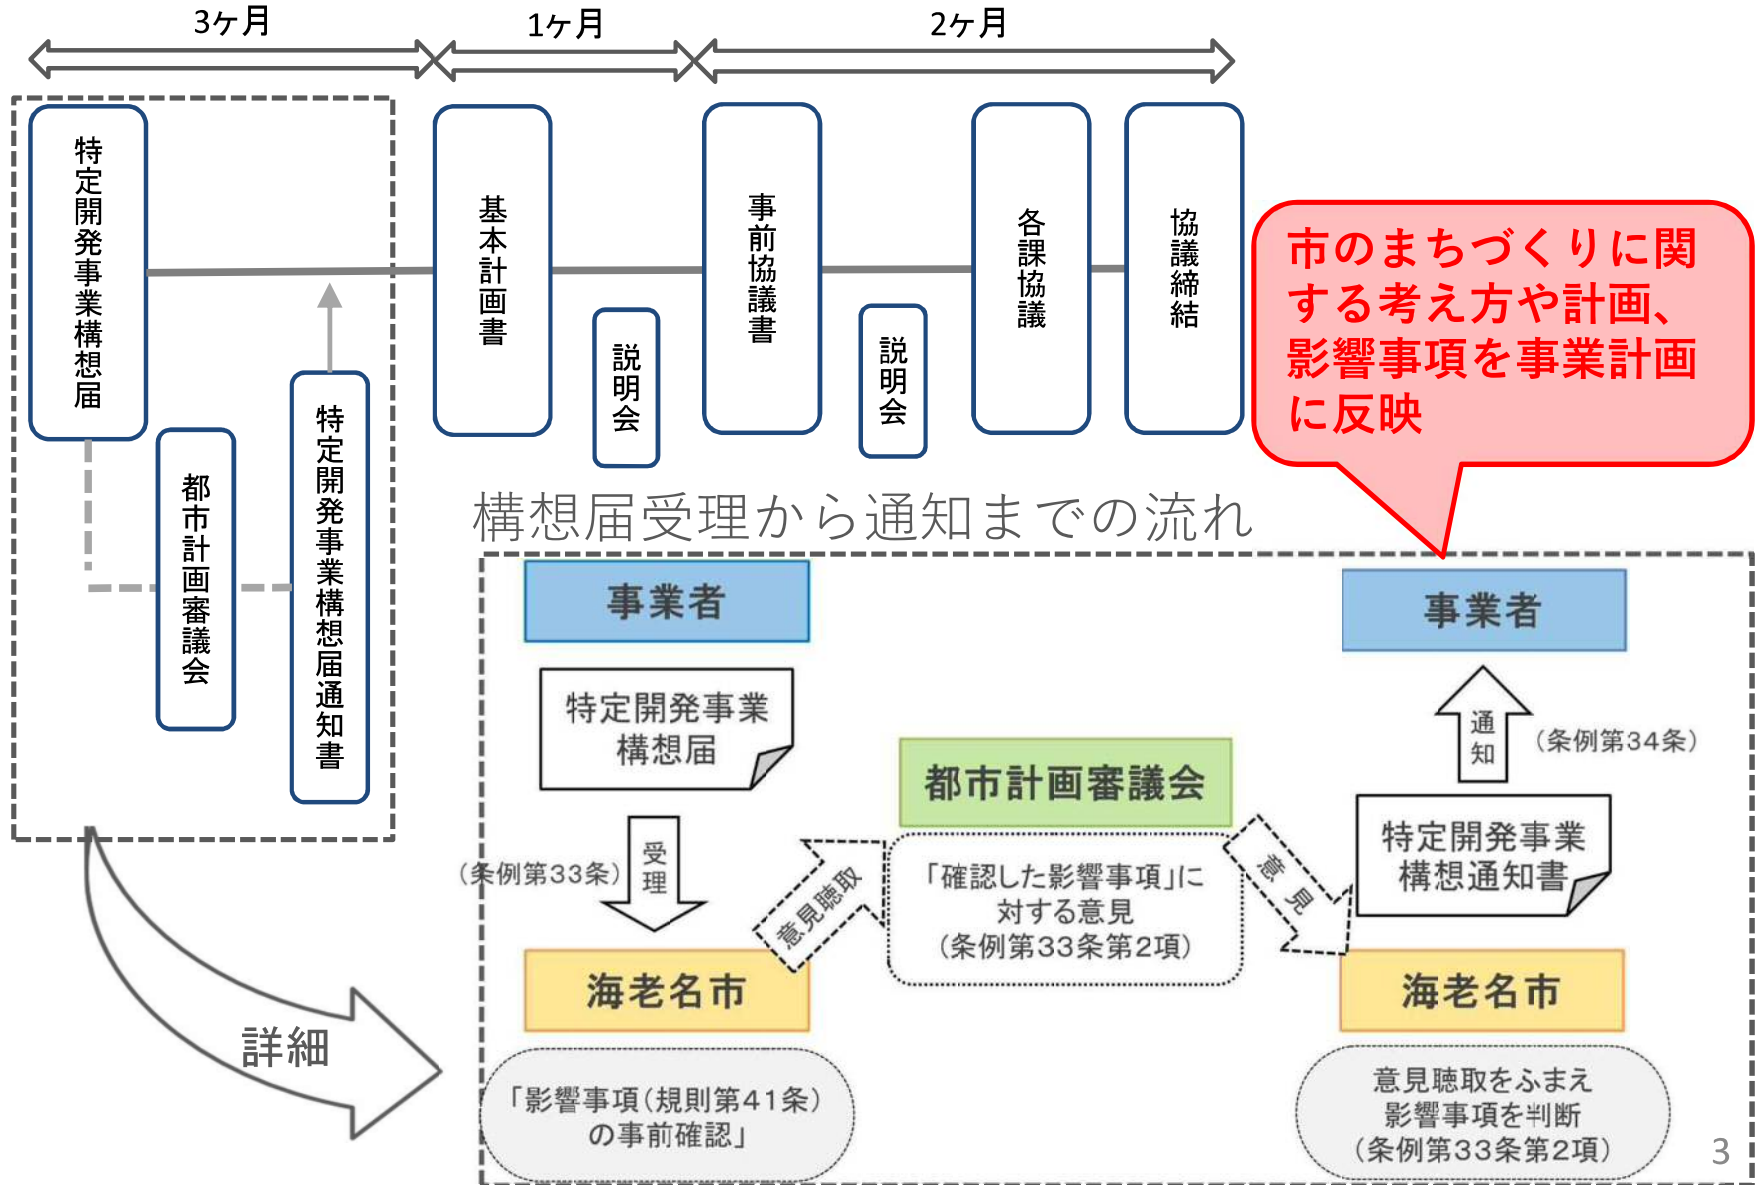 3ヶ月
1ヶ月
2ヶ月
特定開発事業構想届
都市計画審議会
特定開発事業構想届通知書
基本計画書
説明会
事前協議書
説明会
各課協議
協議締結
市のまちづくりに関
する考え方や計画、
影響事項を事業計画
に反映
構想届受理から通知までの流れ
詳細
事業者
特定開発事業
構想届
(条例第33条)
受理
海老名市
「影響事項(規則第41条)
の事前確認」
意見聴取
都市計画審議会
「確認した影響事項」に
対する意見
(条例第33条第2項)
意見
事業者
通知
(条例第34条)
特定開発事業
構想通知書
海老名市
意見聴取をふまえ
影響事項を判断
(条例第33条第2項)
3